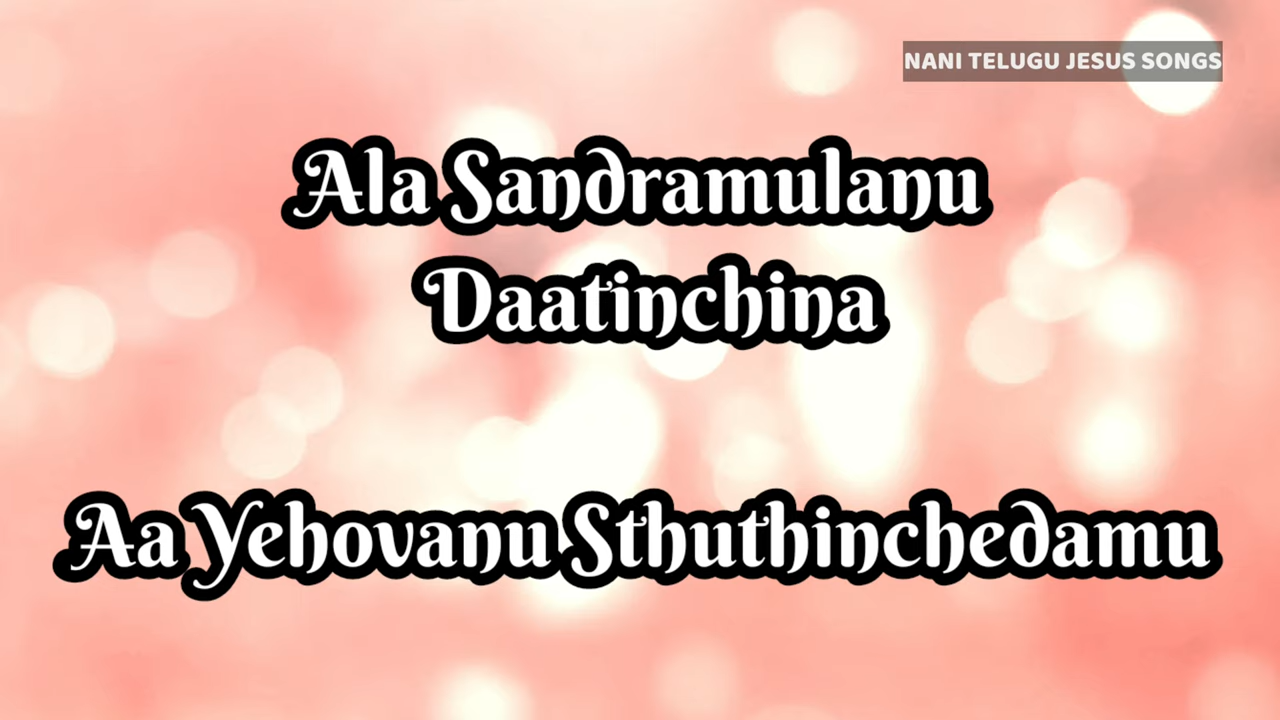 NANI TELUGU JESUS SONGS
Ala Sandramulanu
Daatinchina
Aa Yehovanu Sthuthinchedamu